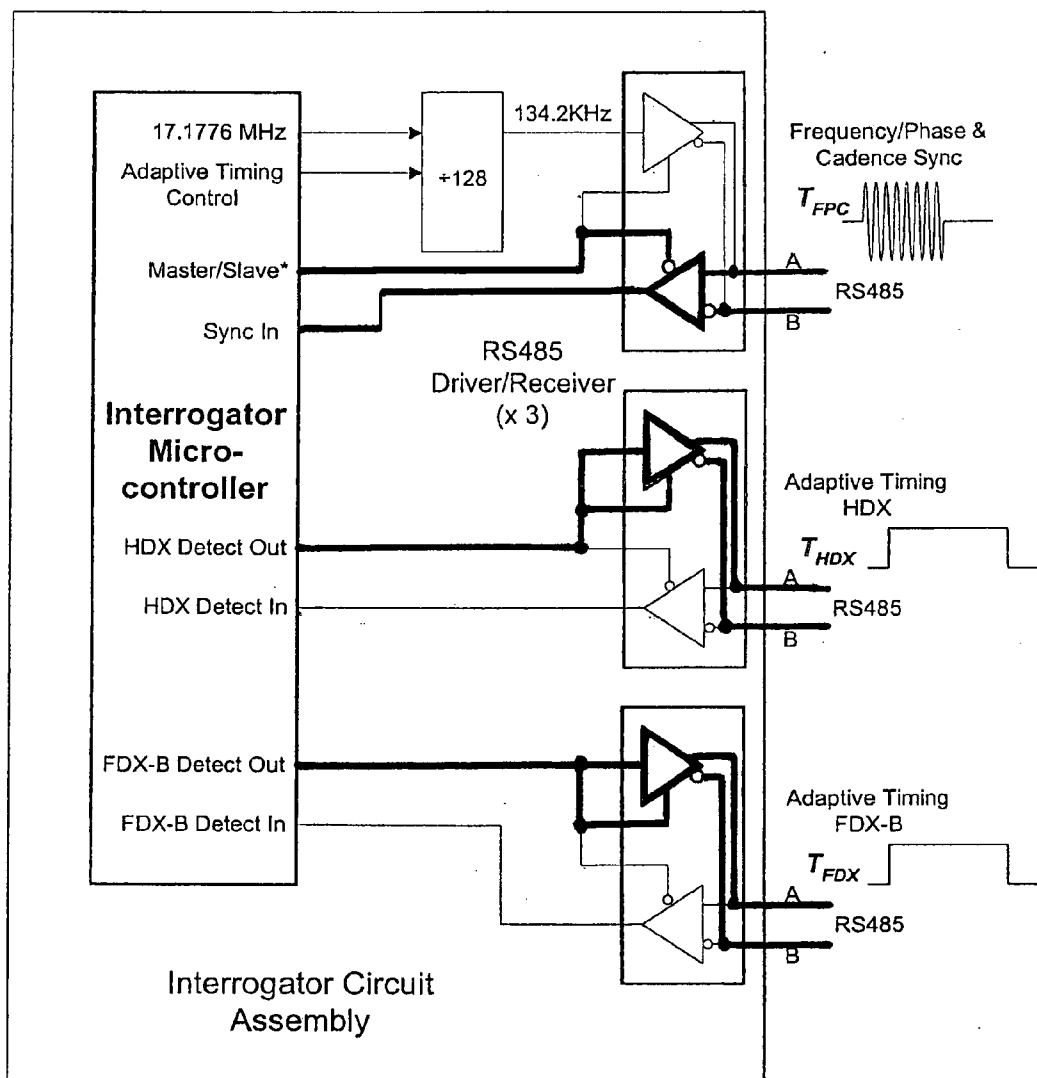 17.1776 MHz
Adaptive Timing
Control
÷128
134.2KHz
Frequency/Phase &
Cadence Sync
T_FPC
Master/Slave*
Sync In
A
RS485
B
RS485
Driver/Receiver
(x 3)
Interrogator
Micro-
controller
HDX Detect Out
HDX Detect In
Adaptive Timing
HDX
T_HDX
A
RS485
B
FDX-B Detect Out
FDX-B Detect In
Adaptive Timing
FDX-B
T_FDX
A
RS485
B
Interrogator Circuit
Assembly